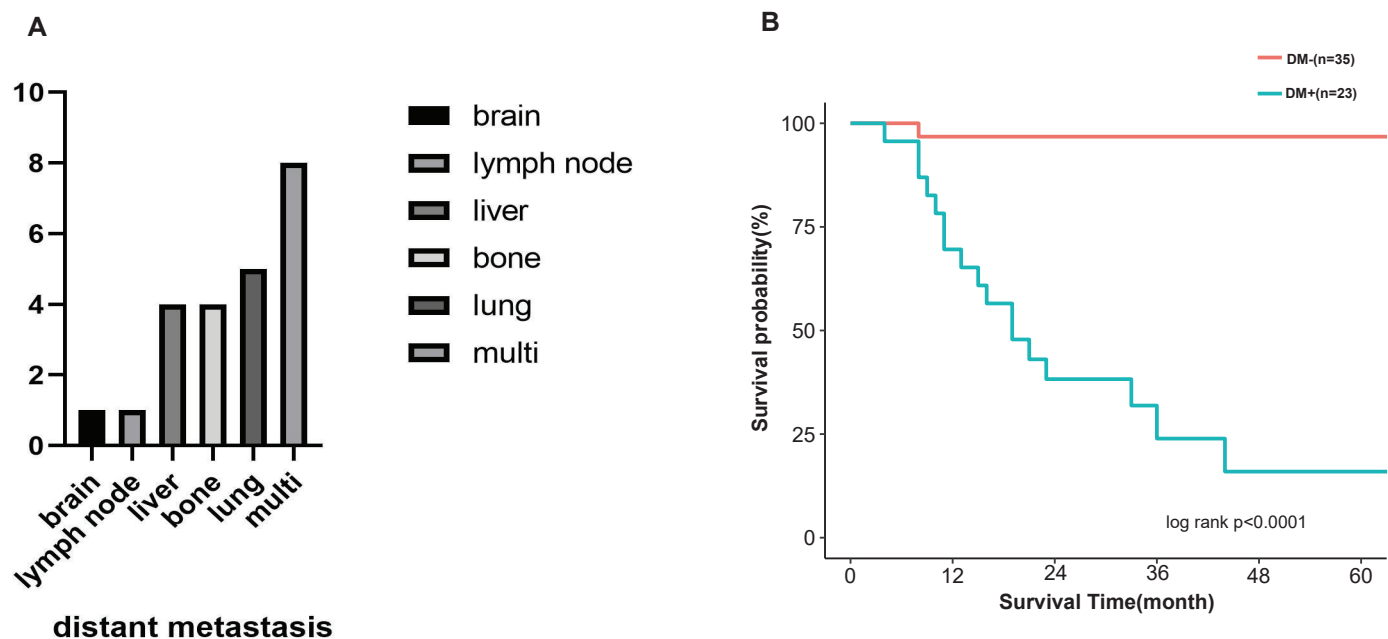 A
10
8
6
4
2
0
brain
lymph node
liver
bone
lung
multi
distant metastasis
brain
lymph node
liver
bone
lung
multi
B
DM-(n=35)
DM+(n=23)
Survival probability(%)
100
75
50
25
0
log rank p<0.0001
0 12 24 36 48 60
Survival Time(month)